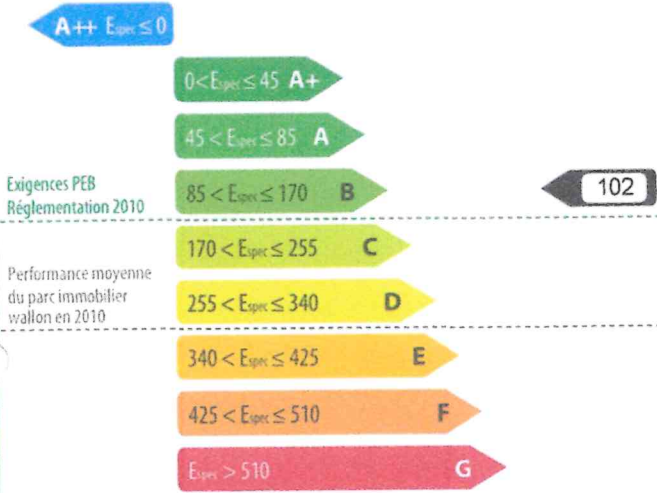 A++ Espec ≤ 0
0 < Espec ≤ 45 A+
45 < Espec ≤ 85 A
Exigences PEB
Réglementation 2010
85 < Espec ≤ 170 B
102
170 < Espec ≤ 255 C
Performance moyenne
du parc immobilier
wallon en 2010
255 < Espec ≤ 340 D
340 < Espec ≤ 425 E
425 < Espec ≤ 510 F
Espec > 510 G